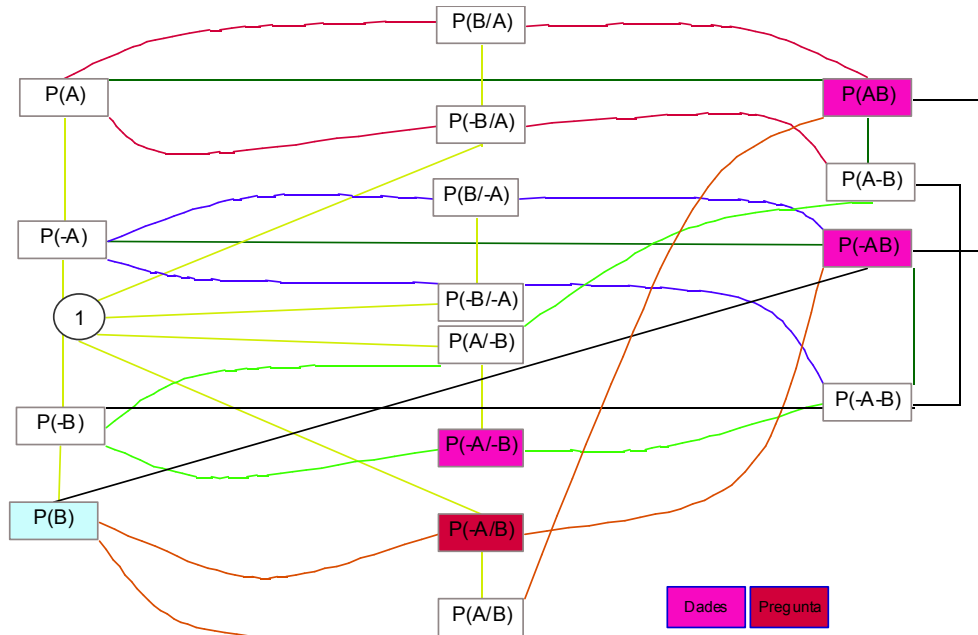 P(B/A)
P(A)
P(AB)
P(-B/A)
P(A-B)
P(B/-A)
P(-A)
P(-AB)
P(-B/-A)
1
P(A/-B)
P(-A-B)
P(-B)
P(-A/-B)
P(B)
P(-A/B)
P(A/B)
Dades
Pregunta